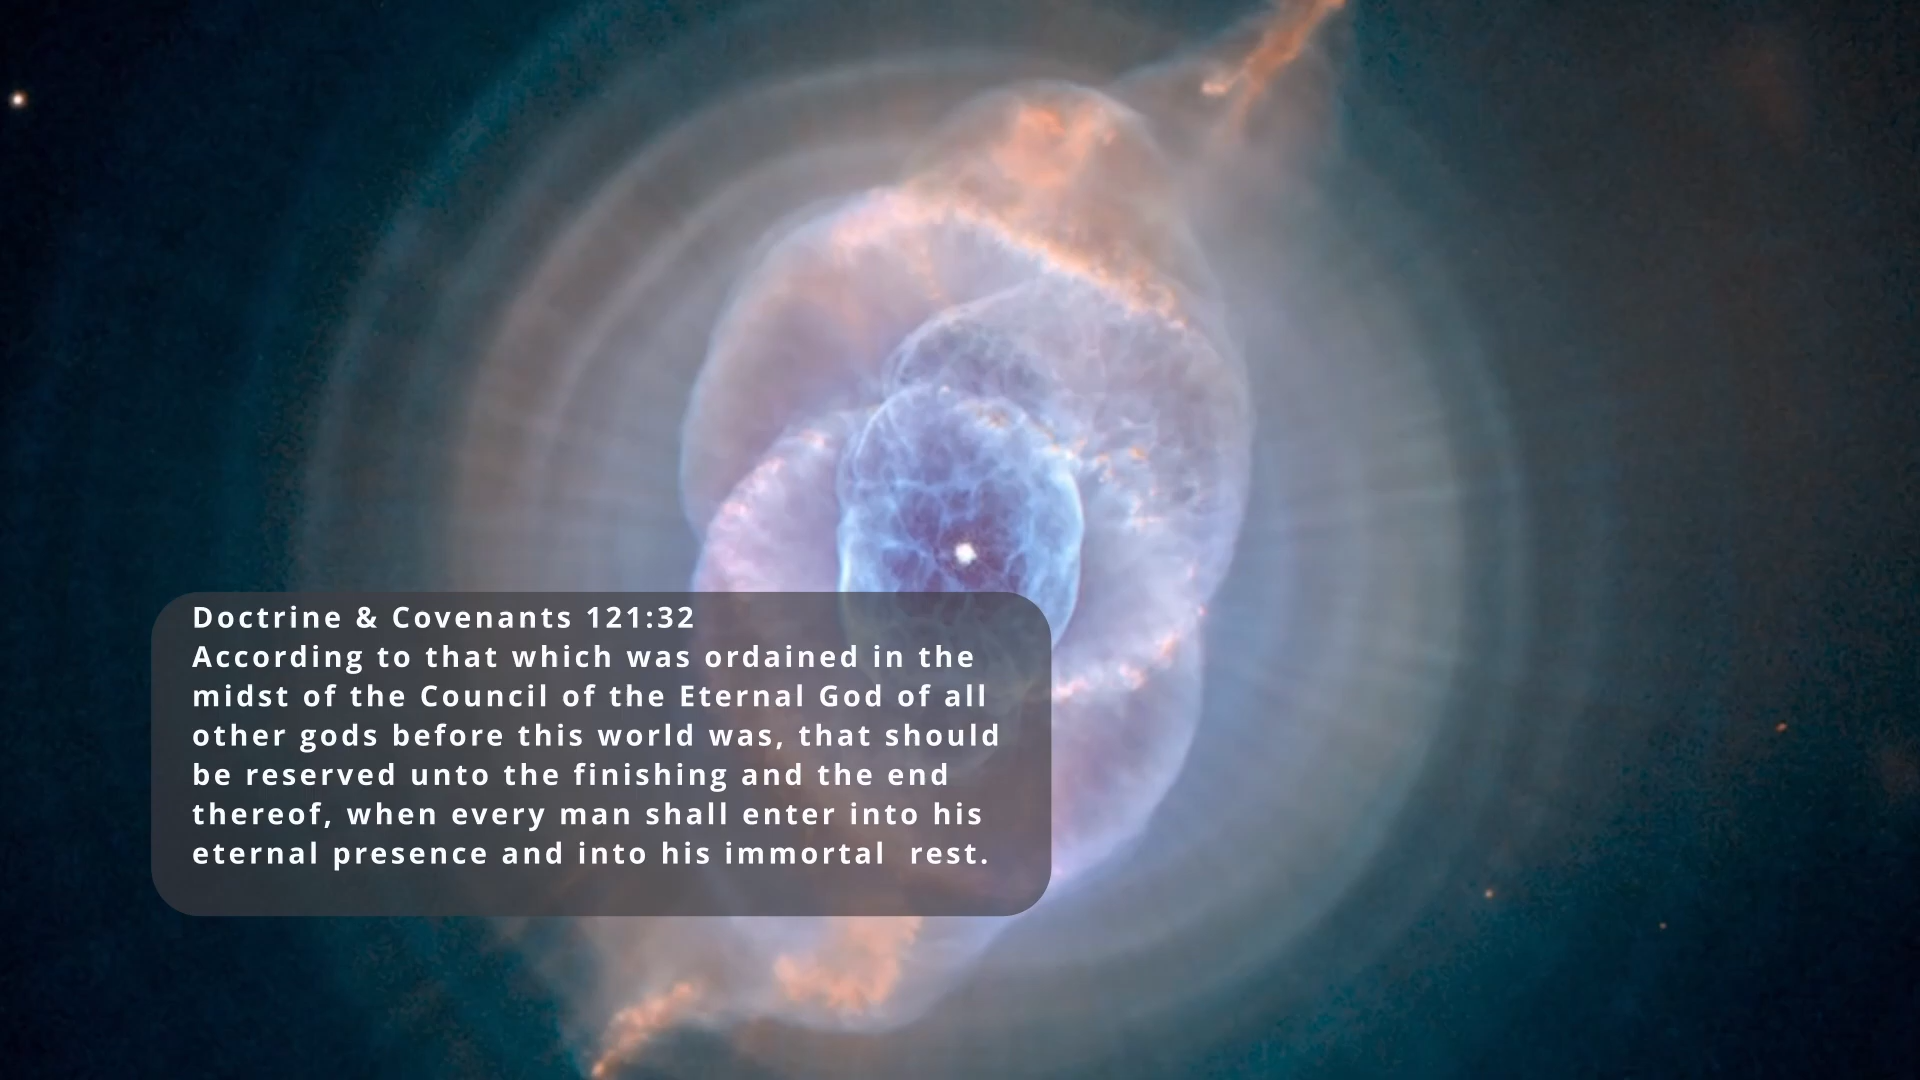 Doctrine & Covenants 121:32
According to that which was ordained in the
midst of the Council of the Eternal God of all
other gods before this world was, that should
be reserved unto the finishing and the end
thereof, when every man shall enter into his
eternal presence and into his immortal  rest.